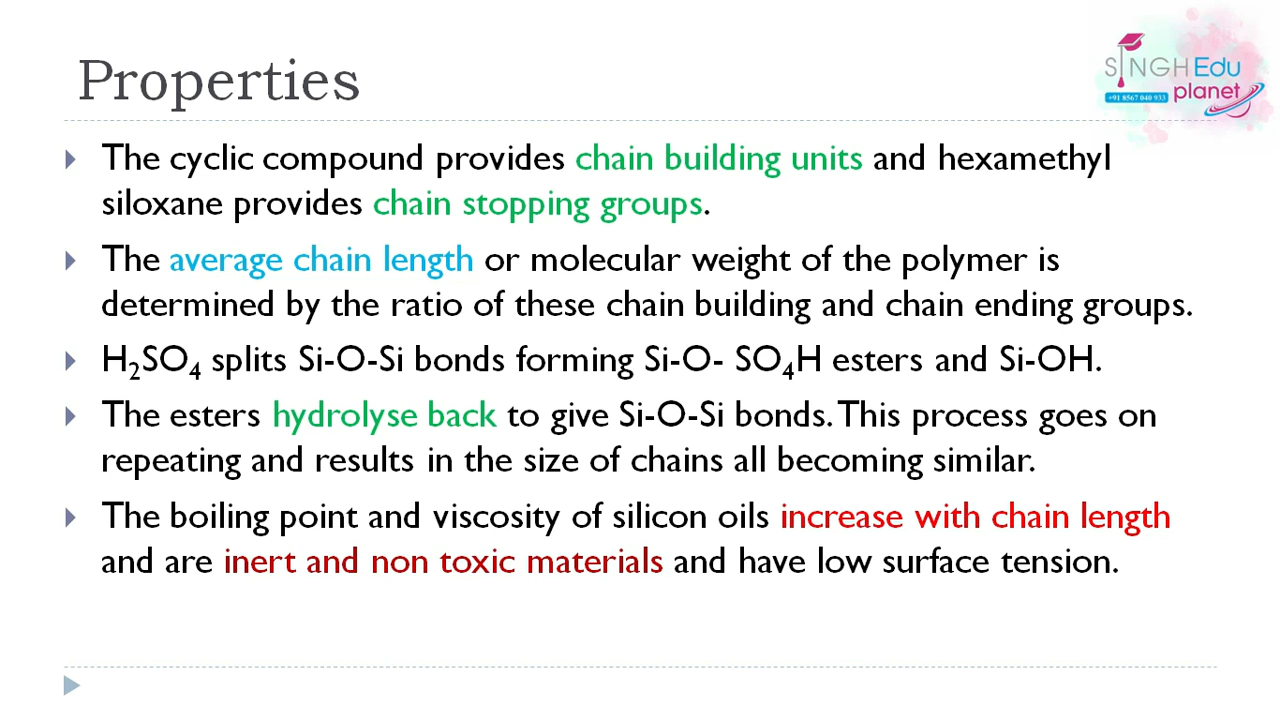 Properties
SINGH Edu
planet
+91 8567 040 933
The cyclic compound provides chain building units and hexamethyl
siloxane provides chain stopping groups.
The average chain length or molecular weight of the polymer is
determined by the ratio of these chain building and chain ending groups.
H₂SO₄ splits Si-O-Si bonds forming Si-O- SO₄H esters and Si-OH.
The esters hydrolyse back to give Si-O-Si bonds. This process goes on
repeating and results in the size of chains all becoming similar.
The boiling point and viscosity of silicon oils increase with chain length
and are inert and non toxic materials and have low surface tension.